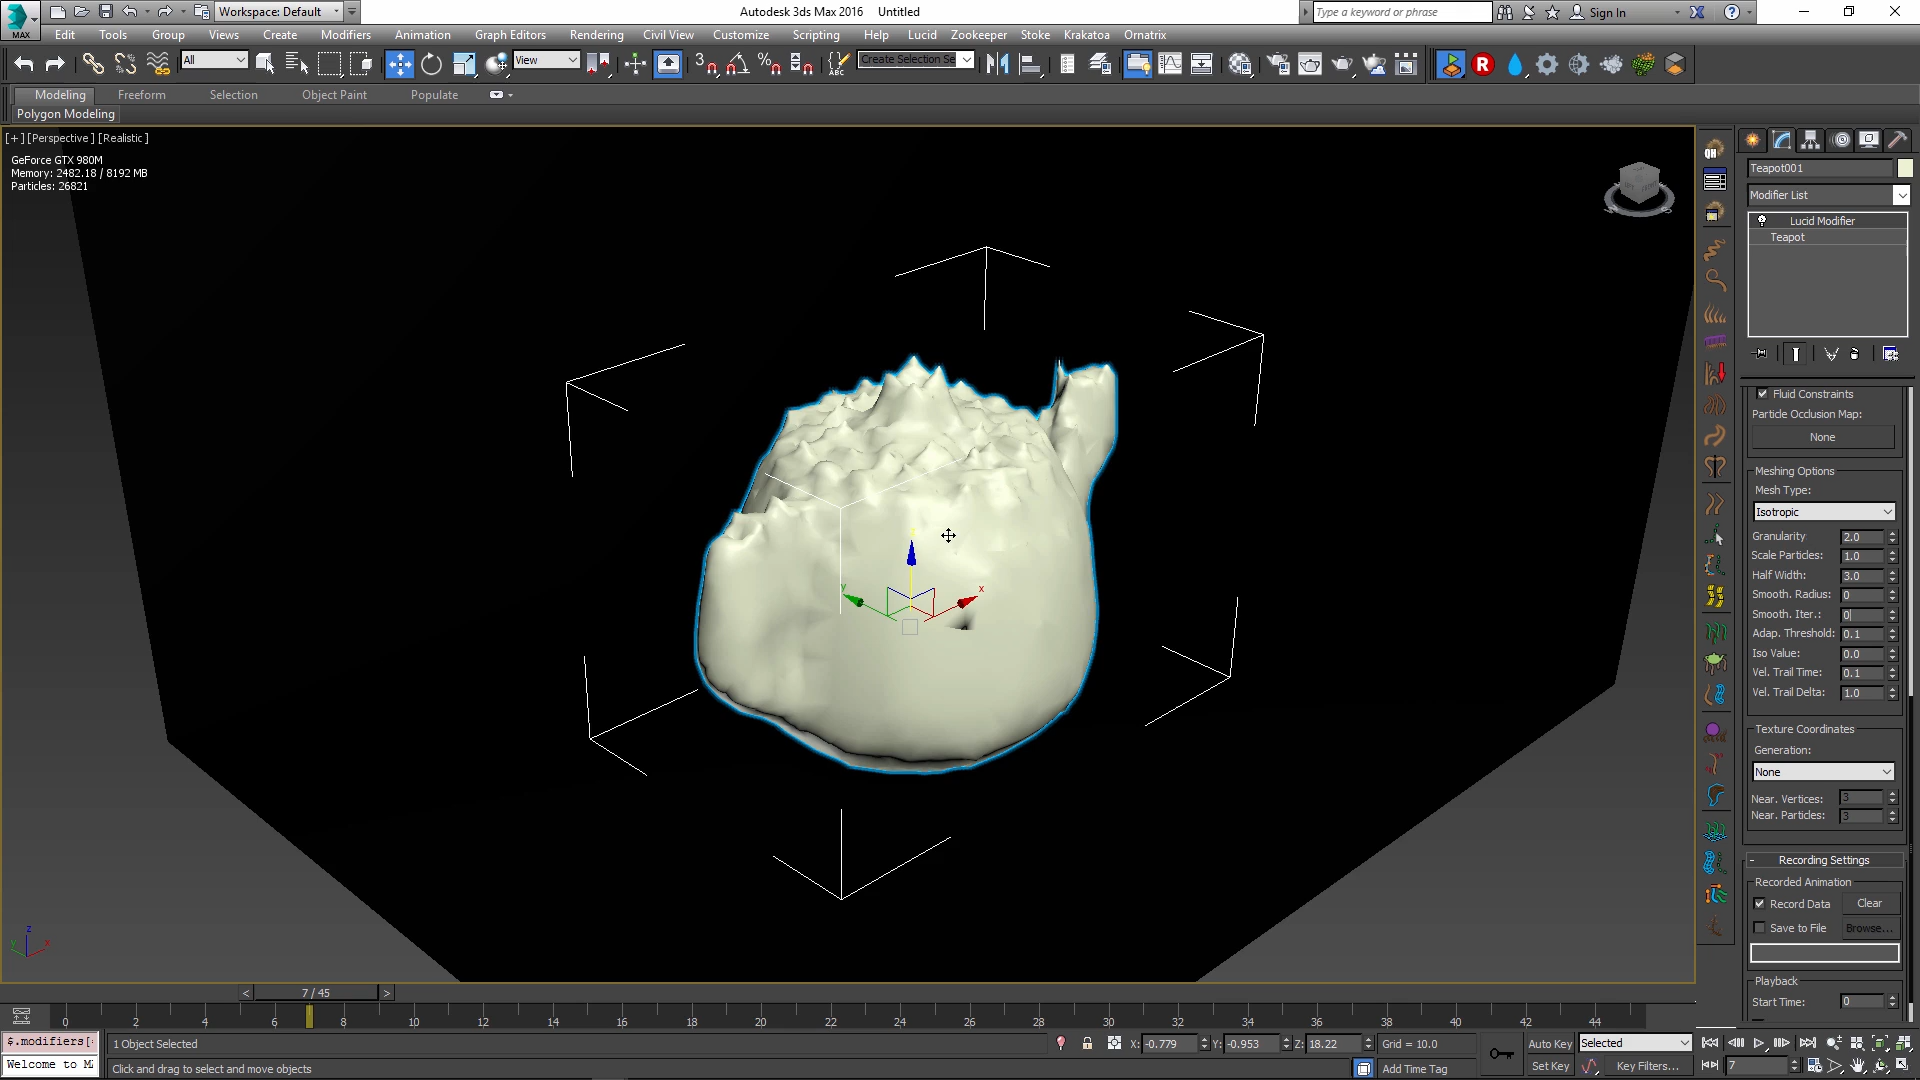 Workspace: Default
Autodesk 3ds Max 2016 Untitled
Type a keyword or phrase
Sign In
MAX
Edit Tools Group Views Create Modifiers Animation Graph Editors Rendering Civil View Customize Scripting Help Lucid Zookeeper Stoke Krakatoa Ornatrix
All
View
3
ABC
Create Selection Se
R
Modeling Freeform Selection Object Paint Populate
Polygon Modeling
[+] [Perspective] [Realistic]
GeForce GTX 980M
Memory: 2482.18 / 8192 MB
Particles: 26821
QH
Teapot001
Modifier List
Lucid Modifier
Teapot
Fluid Constraints
Particle Occlusion Map:
None
Meshing Options
Mesh Type:
Isotropic
Granularity 2.0
Scale Particles: 1.0
Half Width: 3.0
Smooth. Radius: 0
Smooth. Iter.: 0
Adap. Threshold: 0.1
Iso Value: 0.0
Vel. Trail Time: 0.1
Vel. Trail Delta: 1.0
Texture Coordinates
Generation:
None
Near. Vertices: 3
Near. Particles: 3
- Recording Settings
Recorded Animation
Record Data Clear
Save to File Browse...
Playback
Start Time: 0
x
y
z
x
< 7 / 45 >
0 2 4 6 8 10 12 14 16 18 20 22 24 26 28 30 32 34 36 38 40 42 44
$.modifiers[
Welcome to M
1 Object Selected
X: -0.779 Y: -0.953 Z: 18.22 Grid = 10.0
Auto Key Selected
Click and drag to select and move objects
Add Time Tag
Set Key Key Filters...
7